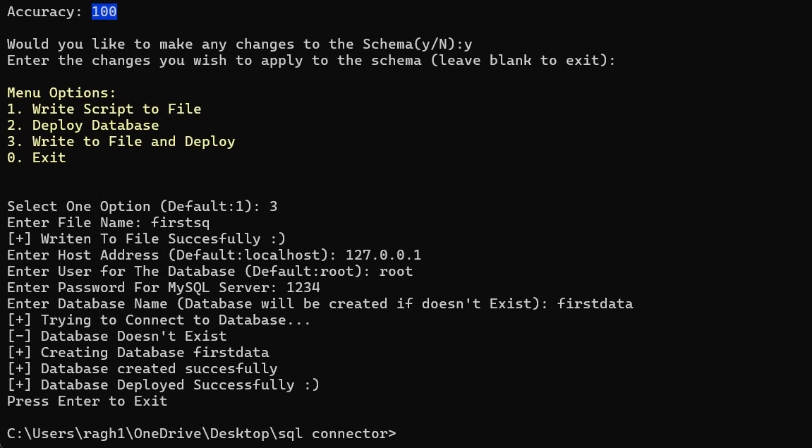 Accuracy: 100
Would you like to make any changes to the Schema(y/N):y
Enter the changes you wish to apply to the schema (leave blank to exit):
Menu Options:
1. Write Script to File
2. Deploy Database
3. Write to File and Deploy
0. Exit
Select One Option (Default:1): 3
Enter File Name: firstsq
[+] Writen To File Succesfully :)
Enter Host Address (Default:localhost): 127.0.0.1
Enter User for The Database (Default:root): root
Enter Password For MySQL Server: 1234
Enter Database Name (Database will be created if doesn't Exist): firstdata
[+] Trying to Connect to Database...
[-] Database Doesn't Exist
[+] Creating Database firstdata
[+] Database created succesfully
[+] Database Deployed Successfully :)
Press Enter to Exit
C:\Users\ragh1\OneDrive\Desktop\sql connector>